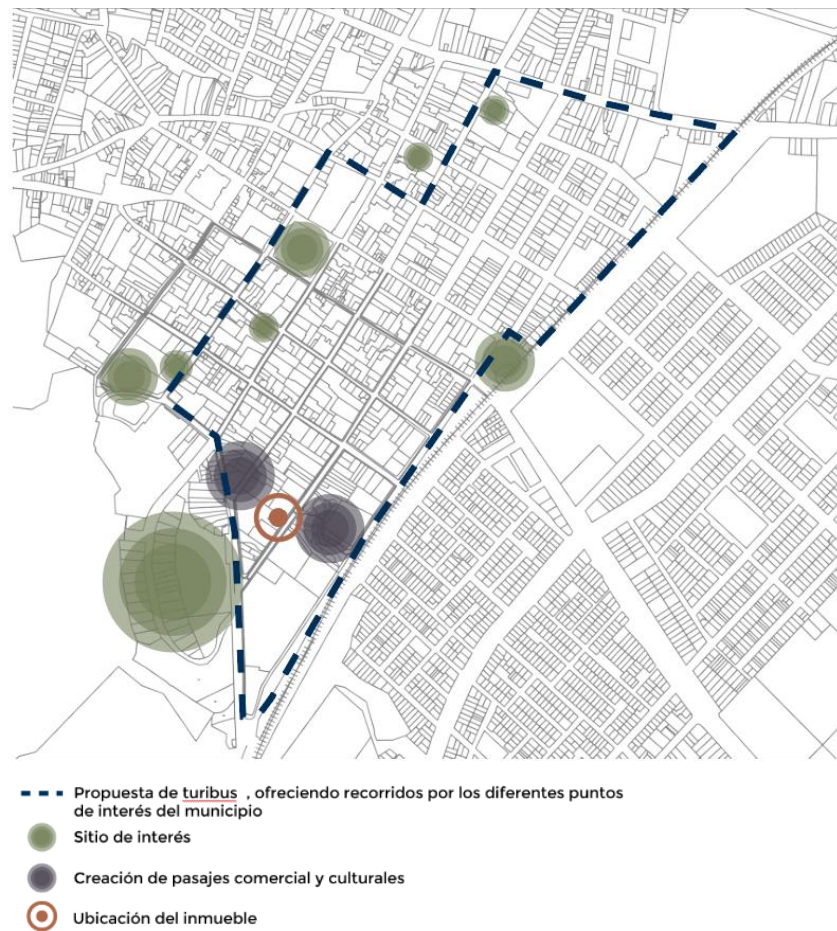 Propuesta de turibus , ofreciendo recorridos por los diferentes puntos
de interés del municipio
Sitio de interés
Creación de pasajes comercial y culturales
Ubicación del inmueble